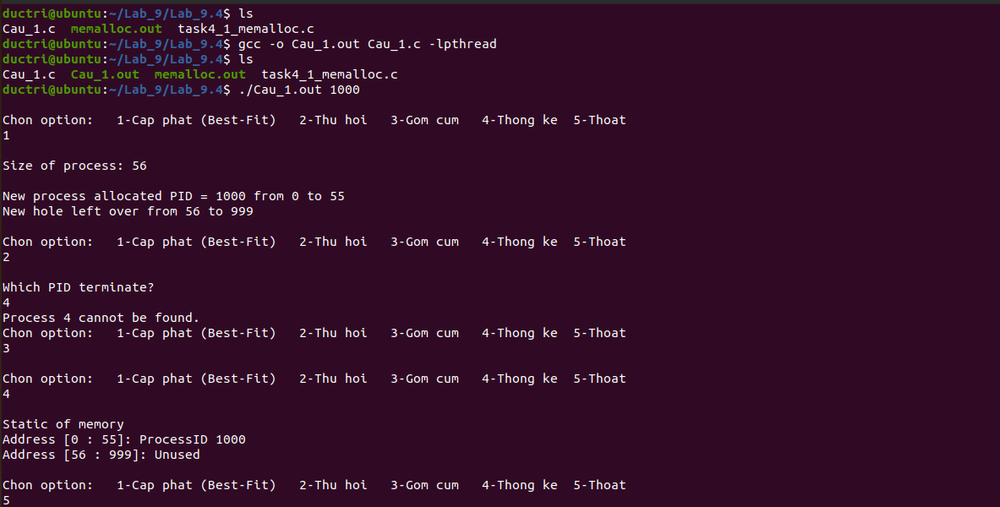 ductri@ubuntu:~/Lab_9/Lab_9.4$ ls
Cau_1.c  memalloc.out  task4_1_memalloc.c
ductri@ubuntu:~/Lab_9/Lab_9.4$ gcc -o Cau_1.out Cau_1.c -lpthread
ductri@ubuntu:~/Lab_9/Lab_9.4$ ls
Cau_1.c  Cau_1.out  memalloc.out  task4_1_memalloc.c
ductri@ubuntu:~/Lab_9/Lab_9.4$ ./Cau_1.out 1000
Chon option:   1-Cap phat (Best-Fit)   2-Thu hoi   3-Gom cum   4-Thong ke  5-Thoat
1
Size of process: 56
New process allocated PID = 1000 from 0 to 55
New hole left over from 56 to 999
Chon option:   1-Cap phat (Best-Fit)   2-Thu hoi   3-Gom cum   4-Thong ke  5-Thoat
2
Which PID terminate?
4
Process 4 cannot be found.
Chon option:   1-Cap phat (Best-Fit)   2-Thu hoi   3-Gom cum   4-Thong ke  5-Thoat
3
Chon option:   1-Cap phat (Best-Fit)   2-Thu hoi   3-Gom cum   4-Thong ke  5-Thoat
4
Static of memory
Address [0 : 55]: ProcessID 1000
Address [56 : 999]: Unused
Chon option:   1-Cap phat (Best-Fit)   2-Thu hoi   3-Gom cum   4-Thong ke  5-Thoat
5